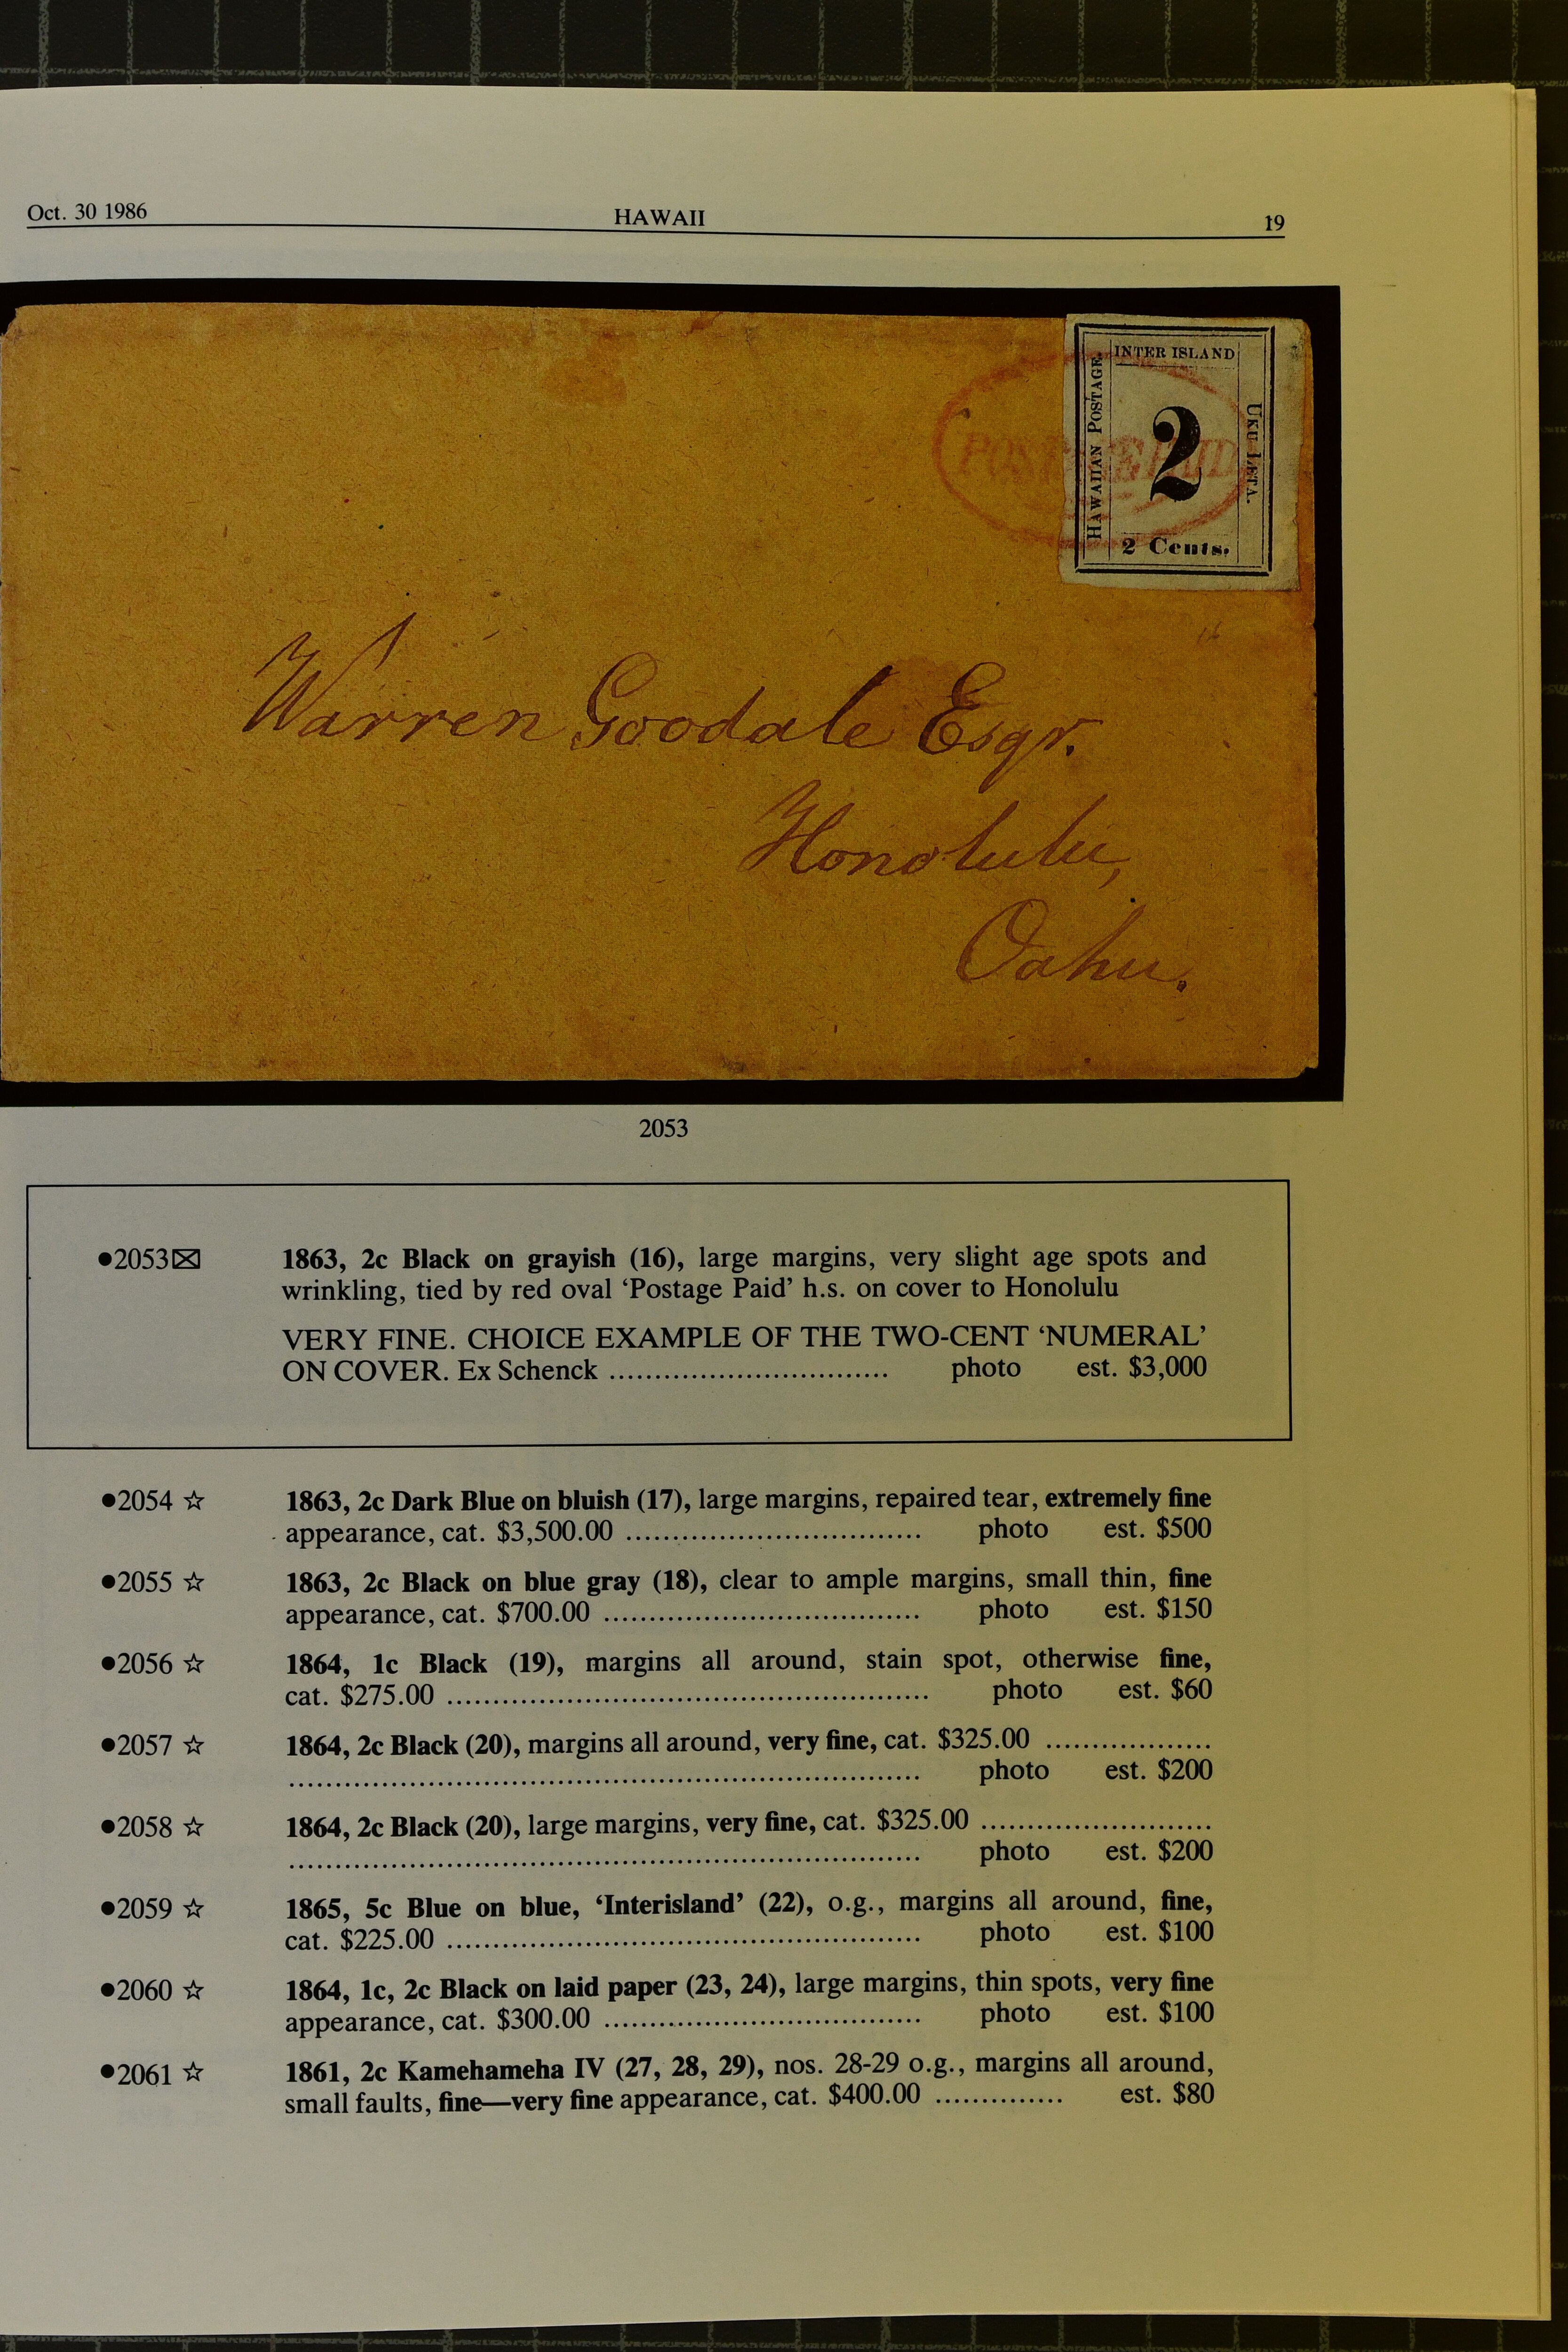 Oct. 30 1986 HAWAII 19
INTER ISLAND
HAWAIIAN POSTAGE.
UKU LETA.
2
2 Cents.
POSTAGE PAID
16
Warren Goodale Esqr.
Honolulu,
Oahu.
2053
●2053 1863, 2c Black on grayish (16), large margins, very slight age spots and
wrinkling, tied by red oval ‘Postage Paid’ h.s. on cover to Honolulu
VERY FINE. CHOICE EXAMPLE OF THE TWO-CENT ‘NUMERAL’
ON COVER. Ex Schenck ............................... photo est. $3,000
●2054 ☆ 1863, 2c Dark Blue on bluish (17), large margins, repaired tear, extremely fine
appearance, cat. $3,500.00 ................................. photo est. $500
●2055 ☆ 1863, 2c Black on blue gray (18), clear to ample margins, small thin, fine
appearance, cat. $700.00 ................................... photo est. $150
●2056 ☆ 1864, 1c Black (19), margins all around, stain spot, otherwise fine,
cat. $275.00 ..................................................... photo est. $60
●2057 ☆ 1864, 2c Black (20), margins all around, very fine, cat. $325.00 ..................
...................................................................... photo est. $200
●2058 ☆ 1864, 2c Black (20), large margins, very fine, cat. $325.00 .........................
...................................................................... photo est. $200
●2059 ☆ 1865, 5c Blue on blue, ‘Interisland’ (22), o.g., margins all around, fine,
cat. $225.00 .................................................... photo est. $100
●2060 ☆ 1864, 1c, 2c Black on laid paper (23, 24), large margins, thin spots, very fine
appearance, cat. $300.00 ................................... photo est. $100
●2061 ☆ 1861, 2c Kamehameha IV (27, 28, 29), nos. 28-29 o.g., margins all around,
small faults, fine—very fine appearance, cat. $400.00 .............. est. $80